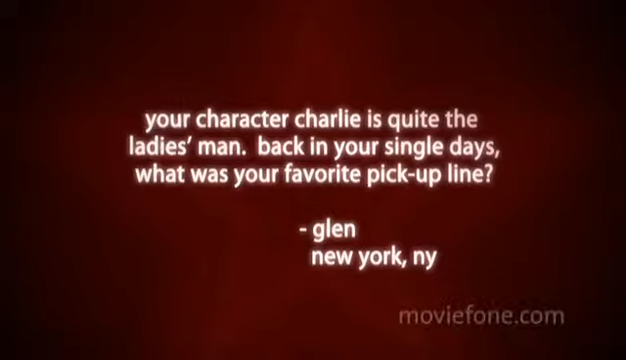 your character charlie is quite the
ladies' man.  back in your single days,
what was your favorite pick-up line?
- glen
new york, ny
moviefone.com